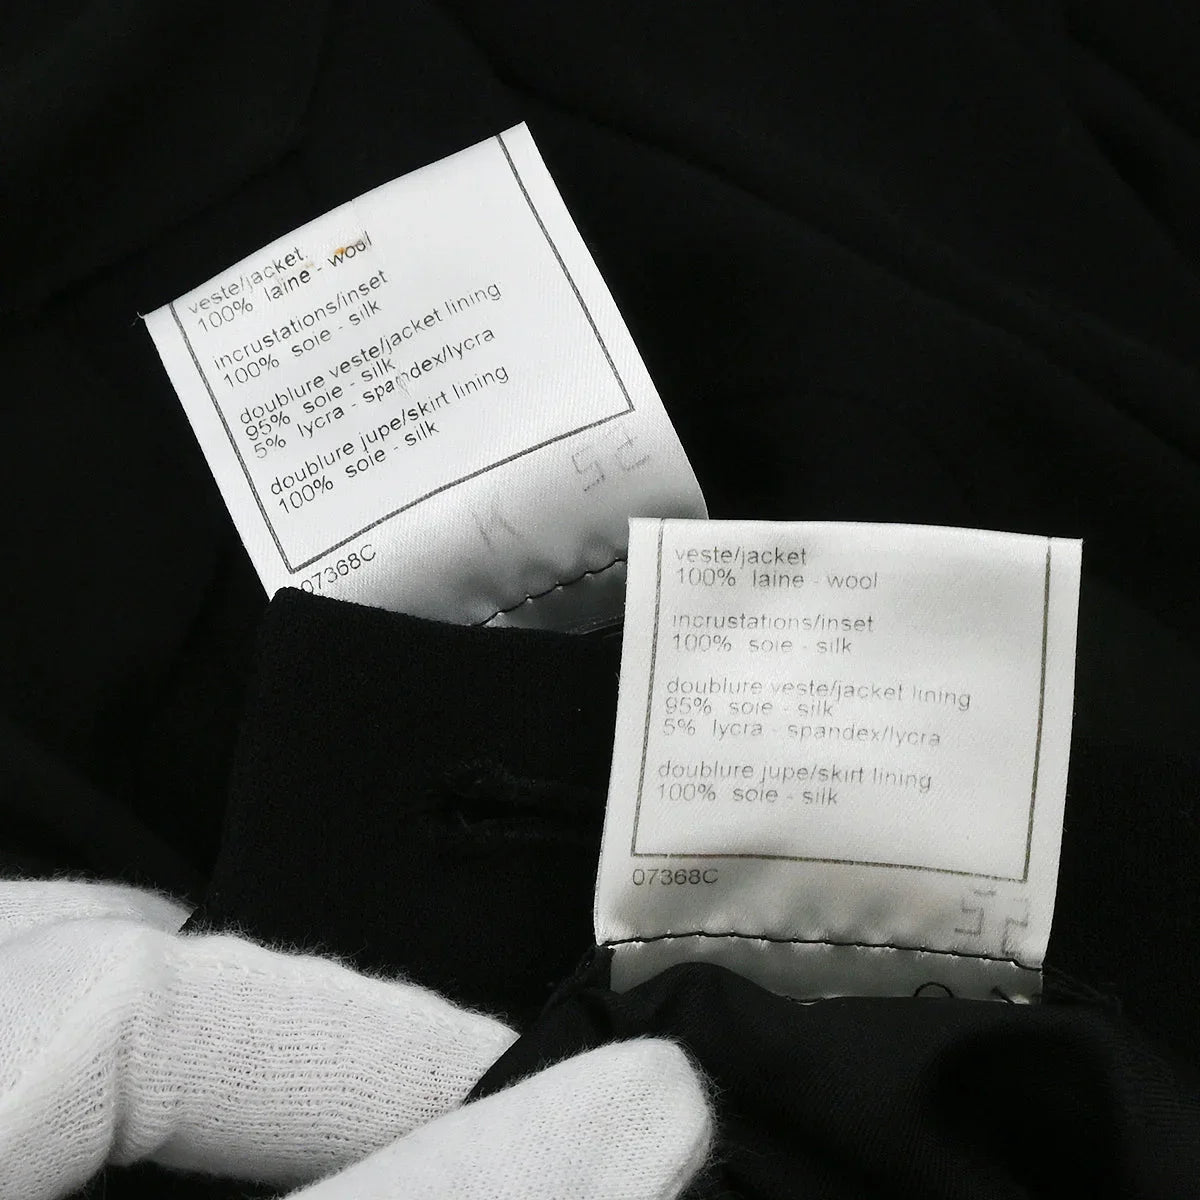 veste/jacket
100% laine - wool
incrustations/inset
100% soie - silk
doublure veste/jacket lining
95% soie - silk
5% lycra - spandex/lycra
doublure jupe/skirt lining
100% soie - silk
07368C
veste/jacket
100% laine - wool
incrustations/inset
100% soie - silk
doublure veste/jacket lining
95% soie - silk
5% lycra - spandex/lycra
doublure jupe/skirt lining
100% soie - silk
07368C